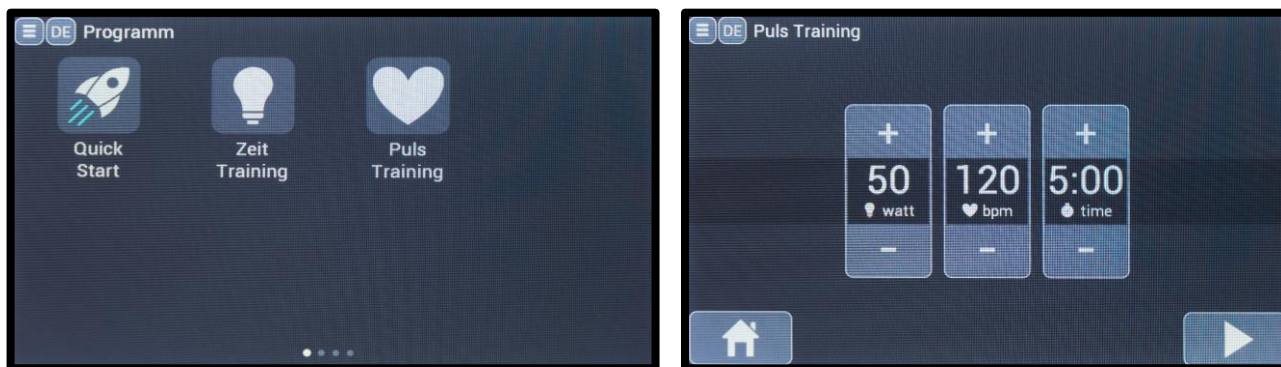 DE Programm
Quick
Start
Zeit
Training
Puls
Training
DE Puls Training
+ + +
50 120 5:00
watt bpm time
- - -